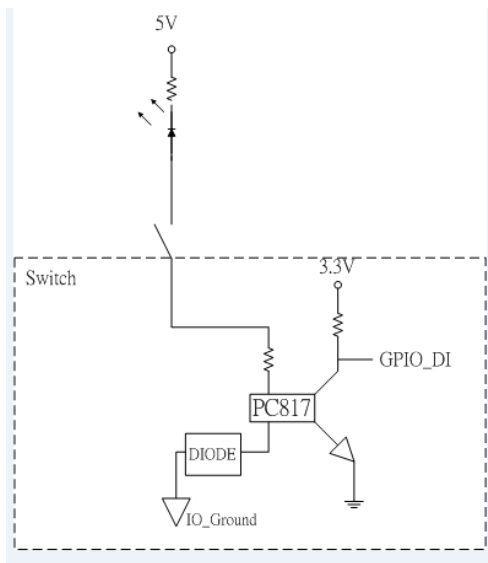 5V
Switch
3.3V
GPIO_DI
PC817
DIODE
IO_Ground